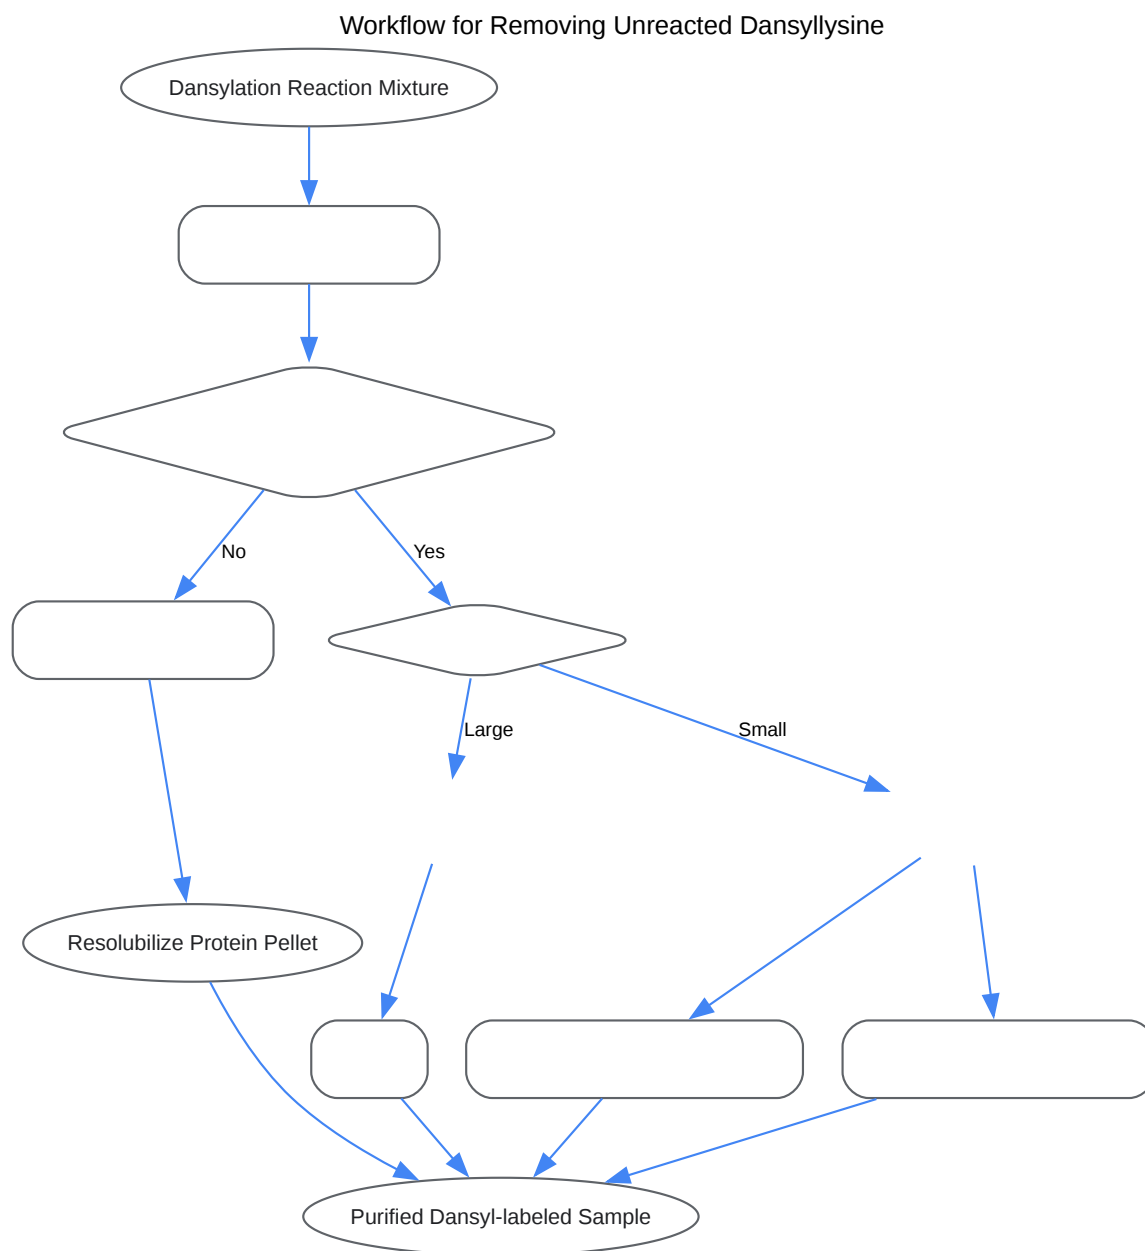 Workflow for Removing Unreacted Dansyllysine
Dansylation Reaction Mixture
No
Yes
Large
Small
Resolubilize Protein Pellet
Purified Dansyl-labeled Sample